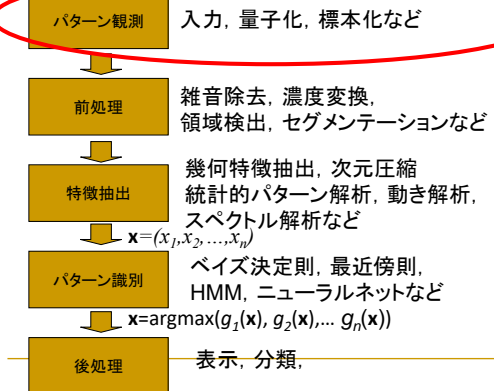 パターン観測
入力，量子化，標本化など
前処理
雑音除去，濃度変換，
領域検出，セグメンテーションなど
特徴抽出
幾何特徴抽出，次元圧縮
統計的パターン解析，動き解析，
スペクトル解析など
x=(x1,x2,...,xn)
パターン識別
ベイズ決定則，最近傍則，
HMM，ニューラルネットなど
x=argmax(g1(x), g2(x),... gn(x))
後処理
表示，分類，